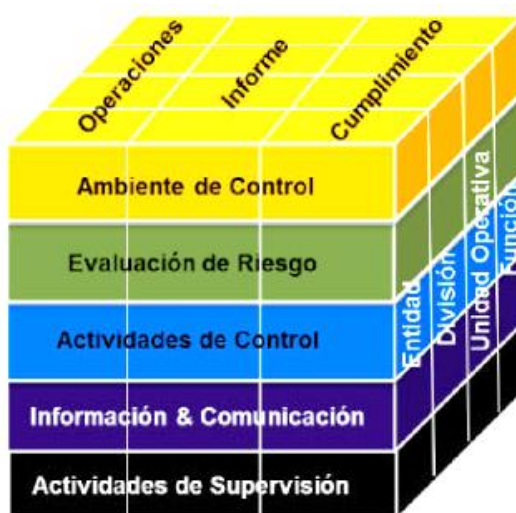 Operaciones
Informe
Cumplimiento
Ambiente de Control
Evaluación de Riesgo
Actividades de Control
Información & Comunicación
Actividades de Supervisión
Entidad
División
Unidad Operativa
Función